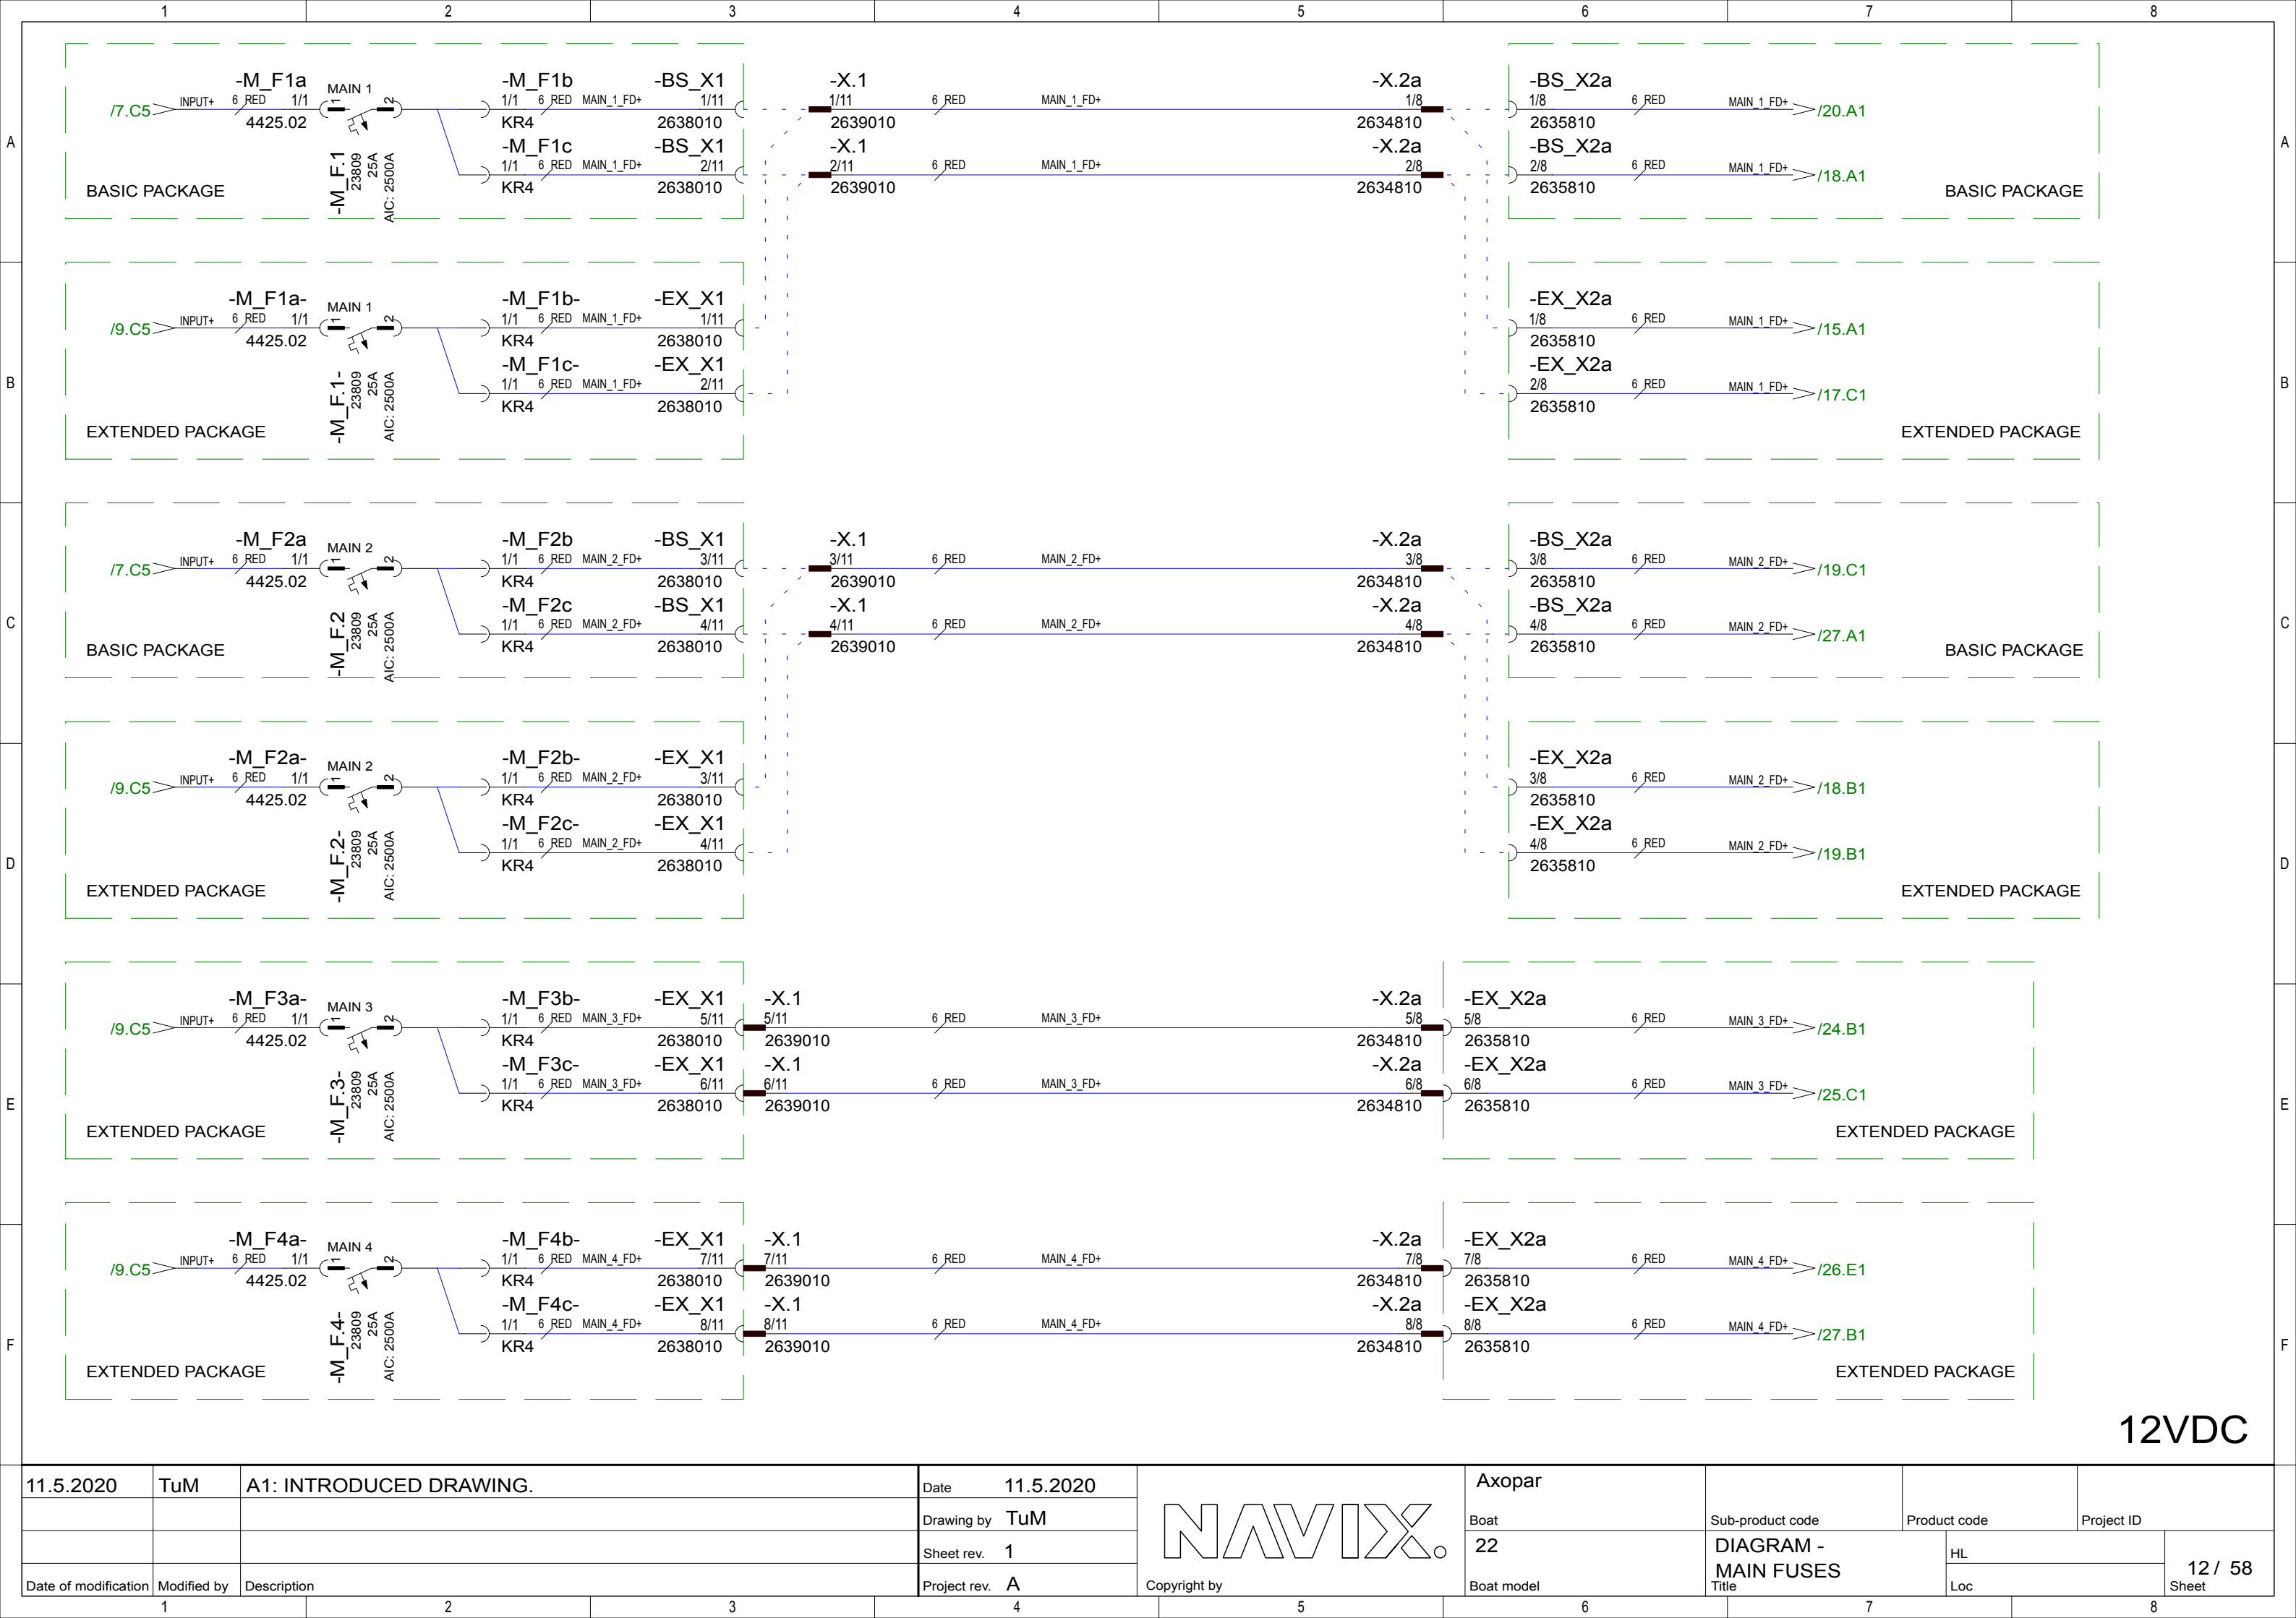 1 2 3 4 5 6 7 8
A A
-M_F1a MAIN 1 -M_F1b -BS_X1 -X.1 -X.2a -BS_X2a
/7.C5 INPUT+ 6 RED 1/1 1 2 1/1 6 RED MAIN_1_FD+ 1/11 1/11 6 RED MAIN_1_FD+ 1/8 1/8 6 RED MAIN_1_FD+ /20.A1
4425.02 KR4 2638010 2639010 2634810 2635810
-M_F1c -BS_X1 -X.1 -X.2a -BS_X2a
1/1 6 RED MAIN_1_FD+ 2/11 2/11 6 RED MAIN_1_FD+ 2/8 2/8 6 RED MAIN_1_FD+ /18.A1
KR4 2638010 2639010 2634810 2635810
-M_F.1
23809
25A
AIC: 2500A
BASIC PACKAGE BASIC PACKAGE
B B
-M_F1a- MAIN 1 -M_F1b- -EX_X1 -EX_X2a
/9.C5 INPUT+ 6 RED 1/1 1 2 1/1 6 RED MAIN_1_FD+ 1/11 1/8 6 RED MAIN_1_FD+ /15.A1
4425.02 KR4 2638010 2635810
-M_F1c- -EX_X1 -EX_X2a
1/1 6 RED MAIN_1_FD+ 2/11 2/8 6 RED MAIN_1_FD+ /17.C1
KR4 2638010 2635810
-M_F.1-
23809
25A
AIC: 2500A
EXTENDED PACKAGE EXTENDED PACKAGE
C C
-M_F2a MAIN 2 -M_F2b -BS_X1 -X.1 -X.2a -BS_X2a
/7.C5 INPUT+ 6 RED 1/1 1 2 1/1 6 RED MAIN_2_FD+ 3/11 3/11 6 RED MAIN_2_FD+ 3/8 3/8 6 RED MAIN_2_FD+ /19.C1
4425.02 KR4 2638010 2639010 2634810 2635810
-M_F2c -BS_X1 -X.1 -X.2a -BS_X2a
1/1 6 RED MAIN_2_FD+ 4/11 4/11 6 RED MAIN_2_FD+ 4/8 4/8 6 RED MAIN_2_FD+ /27.A1
KR4 2638010 2639010 2634810 2635810
-M_F.2
23809
25A
AIC: 2500A
BASIC PACKAGE BASIC PACKAGE
D D
-M_F2a- MAIN 2 -M_F2b- -EX_X1 -EX_X2a
/9.C5 INPUT+ 6 RED 1/1 1 2 1/1 6 RED MAIN_2_FD+ 3/11 3/8 6 RED MAIN_2_FD+ /18.B1
4425.02 KR4 2638010 2635810
-M_F2c- -EX_X1 -EX_X2a
1/1 6 RED MAIN_2_FD+ 4/11 4/8 6 RED MAIN_2_FD+ /19.B1
KR4 2638010 2635810
-M_F.2-
23809
25A
AIC: 2500A
EXTENDED PACKAGE EXTENDED PACKAGE
E E
-M_F3a- MAIN 3 -M_F3b- -EX_X1 -X.1 -X.2a -EX_X2a
/9.C5 INPUT+ 6 RED 1/1 1 2 1/1 6 RED MAIN_3_FD+ 5/11 5/11 6 RED MAIN_3_FD+ 5/8 5/8 6 RED MAIN_3_FD+ /24.B1
4425.02 KR4 2638010 2639010 2634810 2635810
-M_F3c- -EX_X1 -X.1 -X.2a -EX_X2a
1/1 6 RED MAIN_3_FD+ 6/11 6/11 6 RED MAIN_3_FD+ 6/8 6/8 6 RED MAIN_3_FD+ /25.C1
KR4 2638010 2639010 2634810 2635810
-M_F.3-
23809
25A
AIC: 2500A
EXTENDED PACKAGE EXTENDED PACKAGE
F F
-M_F4a- MAIN 4 -M_F4b- -EX_X1 -X.1 -X.2a -EX_X2a
/9.C5 INPUT+ 6 RED 1/1 1 2 1/1 6 RED MAIN_4_FD+ 7/11 7/11 6 RED MAIN_4_FD+ 7/8 7/8 6 RED MAIN_4_FD+ /26.E1
4425.02 KR4 2638010 2639010 2634810 2635810
-M_F4c- -EX_X1 -X.1 -X.2a -EX_X2a
1/1 6 RED MAIN_4_FD+ 8/11 8/11 6 RED MAIN_4_FD+ 8/8 8/8 6 RED MAIN_4_FD+ /27.B1
KR4 2638010 2639010 2634810 2635810
-M_F.4-
23809
25A
AIC: 2500A
EXTENDED PACKAGE EXTENDED PACKAGE
12VDC
11.5.2020 TuM A1: INTRODUCED DRAWING.
Date of modification Modified by Description
Date 11.5.2020
Drawing by TuM
Sheet rev. 1
Project rev. A
NAVIX.
Copyright by
Axopar
Boat Sub-product code Product code Project ID
22 DIAGRAM -
MAIN FUSES
Boat model Title
HL
Loc
12 / 58
Sheet
1 2 3 4 5 6 7 8